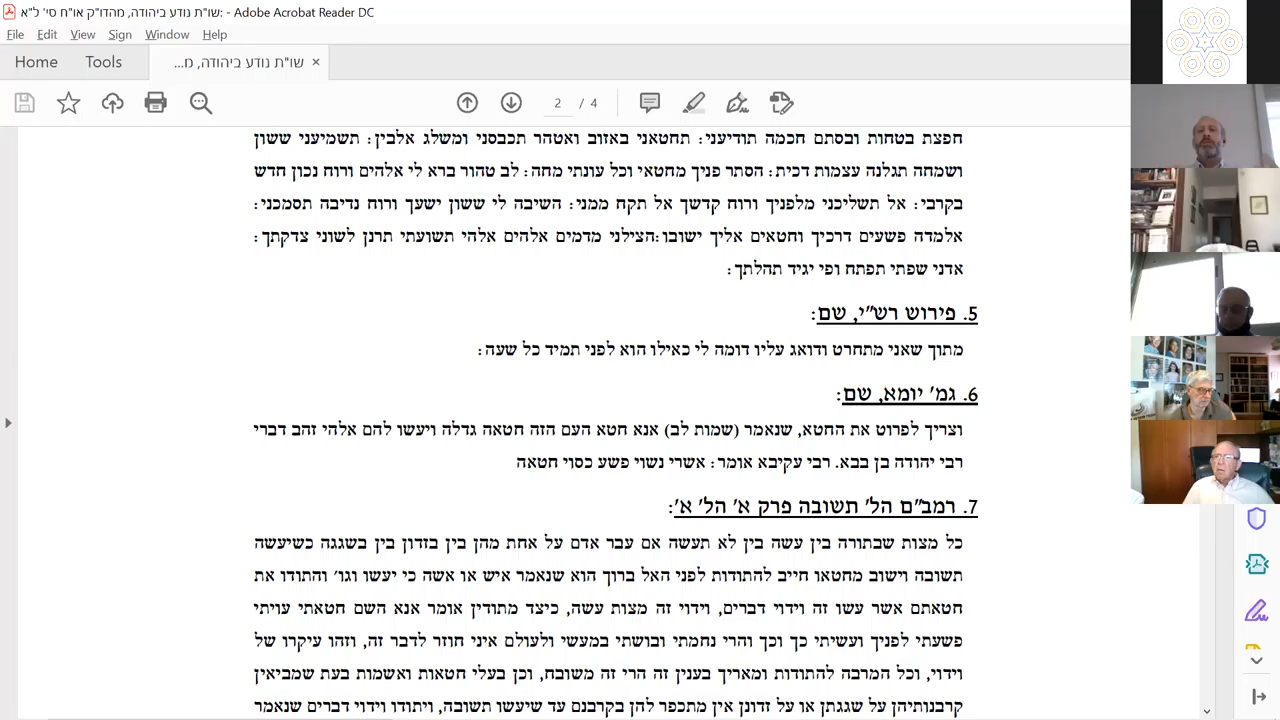 שו"ת נודע ביהודה, מהדו"ק או"ח סי' ל"א: - Adobe Acrobat Reader DC
File Edit View Sign Window Help
Home Tools שו"ת נודע ביהודה, מ... ×
2 / 4
חפצת בטחות ובסתם חכמה תודיעני: תחטאני באזוב ואטהר תכבסני ומשלג אלבין: תשמיעני ששון
ושמחה תגלנה עצמות דכית: הסתר פניך מחטאי וכל עונתי מחה: לב טהור ברא לי אלהים ורוח נכון חדש
בקרבי: אל תשליכני מלפניך ורוח קדשך אל תקח ממני: השיבה לי ששון ישעך ורוח נדיבה תסמכני:
אלמדה פשעים דרכיך וחטאים אליך ישובו:הצילני מדמים אלהים אלהי תשועתי תרנן לשוני צדקתך:
אדני שפתי תפתח ופי יגיד תהלתך:
5. פירוש רש"י, שם:
מתוך שאני מתחרט ודואג עליו דומה לי כאילו הוא לפני תמיד כל שעה:
6. גמ' יומא, שם:
וצריך לפרוט את החטא, שנאמר (שמות לב) אנא חטא העם הזה חטאה גדלה ויעשו להם אלהי זהב דברי
רבי יהודה בן בבא. רבי עקיבא אומר: אשרי נשוי פשע כסוי חטאה
7. רמב"ם הל' תשובה פרק א' הל' א':
כל מצות שבתורה בין עשה בין לא תעשה אם עבר אדם על אחת מהן בין בזדון בין בשגגה כשיעשה
תשובה וישוב מחטאו חייב להתודות לפני האל ברוך הוא שנאמר איש או אשה כי יעשו וגו' והתודו את
חטאתם אשר עשו זה וידוי דברים, וידוי זה מצות עשה, כיצד מתודין אומר אנא השם חטאתי עויתי
פשעתי לפניך ועשיתי כך וכך והרי נחמתי ובושתי במעשי ולעולם איני חוזר לדבר זה, וזהו עיקרו של
וידוי, וכל המרבה להתודות ומאריך בענין זה הרי זה משובח, וכן בעלי חטאות ואשמות בעת שמביאין
קרבנותיהן על שגגתן או על זדונן אין מתכפר להן בקרבנם עד שיעשו תשובה, ויתודו וידוי דברים שנאמר